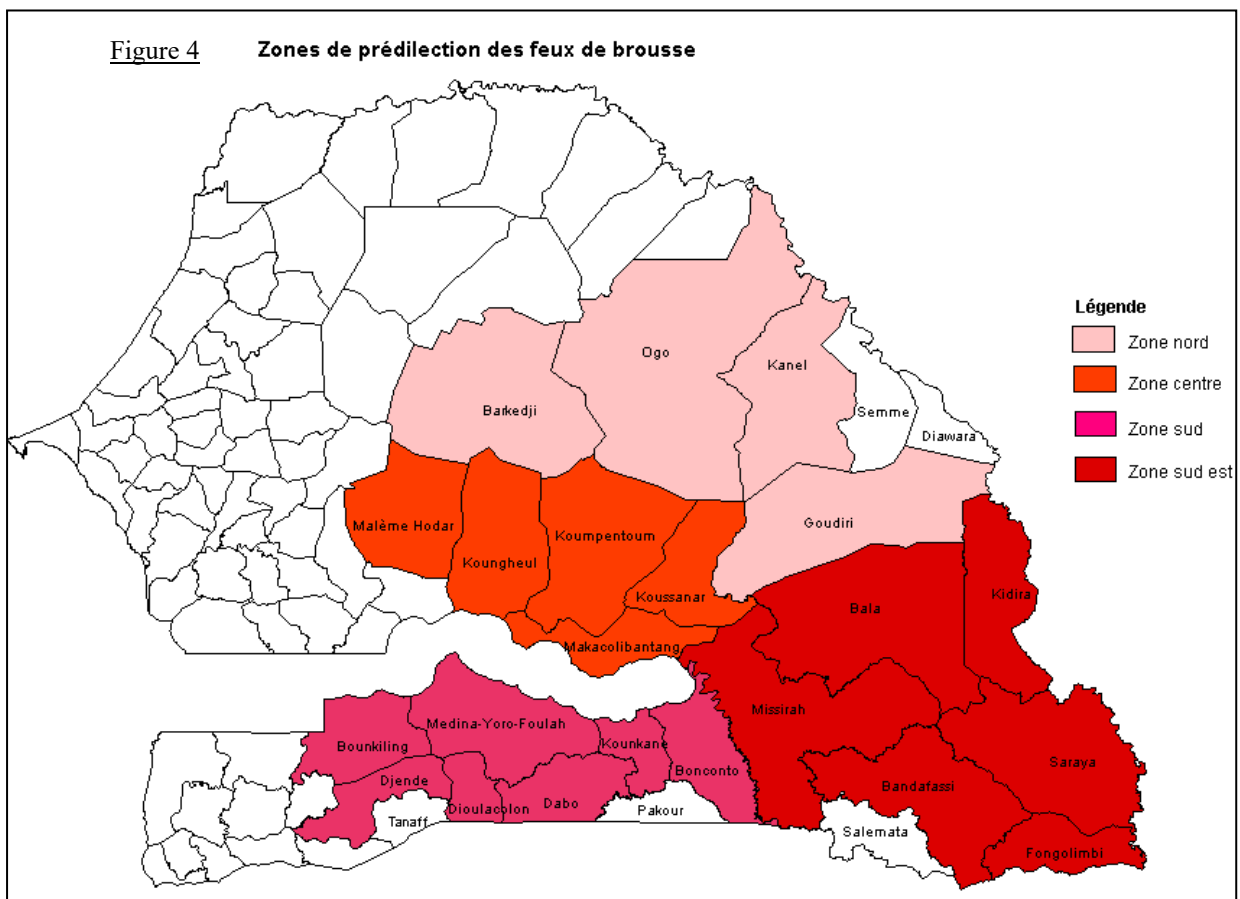 Figure 4 Zones de prédilection des feux de brousse
Légende
Zone nord
Zone centre
Zone sud
Zone sud est
Ogo
Kanel
Barkedji
Semme
Diawara
Malème Hodar
Koumpentoum
Goudiri
Koungheul
Koussanar
Bala
Kidira
Makacolibantang
Missirah
Medina-Yoro-Foulah
Bounkiling
Kounkane
Bonconto
Saraya
Djende
Bandafassi
Dioulacolon
Dabo
Pakour
Tanaff
Salemata
Fongolimbi